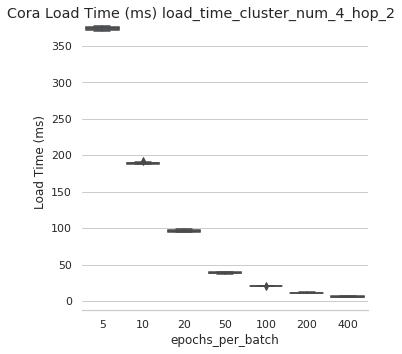 Cora Load Time (ms) load_time_cluster_num_4_hop_2
350
300
250
200
150
100
50
0
Load Time (ms)
5 10 20 50 100 200 400
epochs_per_batch